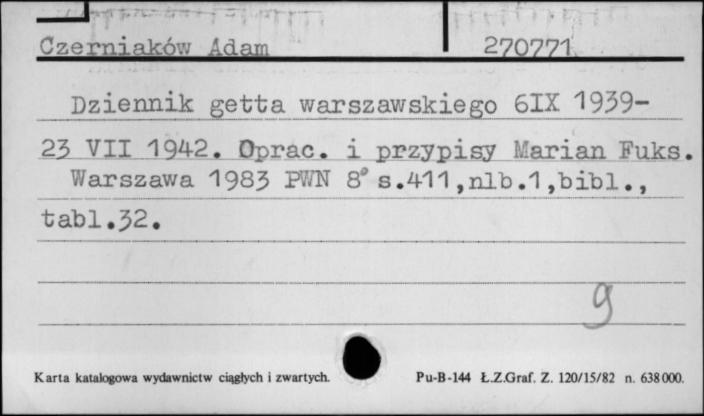 Czerniaków Adam 270771
Dziennik getta warszawskiego 6IX 1939-
23 VII 1942. Oprac. i przypisy Marian Fuks.
Warszawa 1983 PWN 8° s.411,nlb.1,bibl.,
tabl.32.
9
Karta katalogowa wydawnictw ciągłych i zwartych. Pu-B-144 Ł.Z.Graf. Z. 120/15/82 n. 638000.